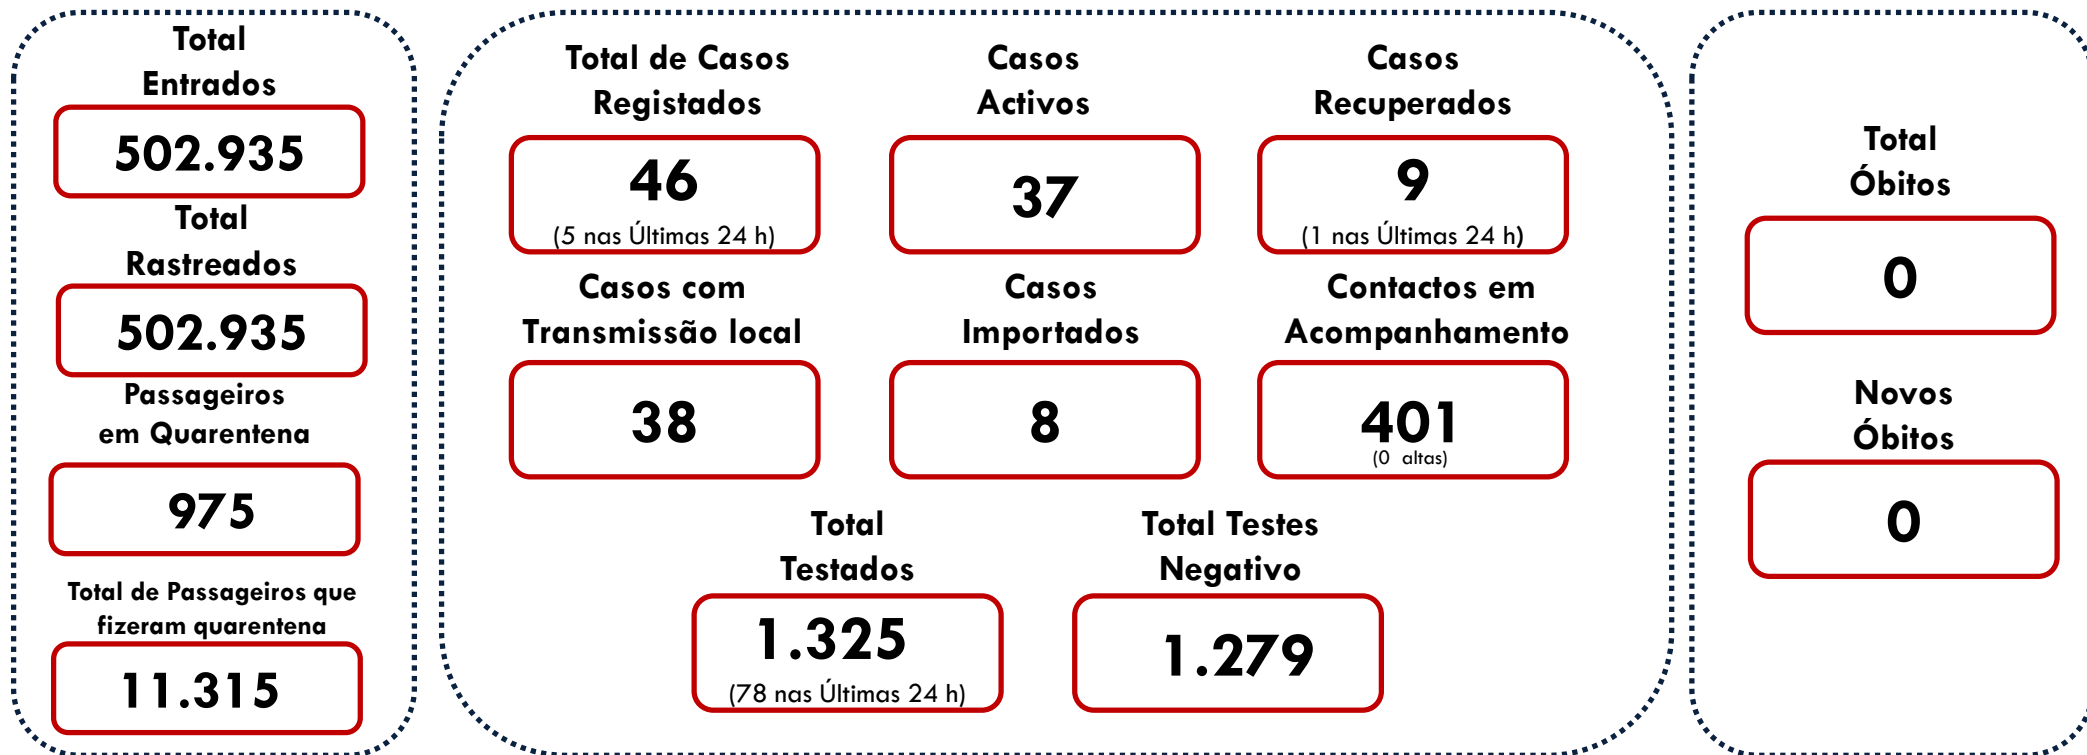 Total
Entrados
502.935
Total
Rastreados
502.935
Passageiros
em Quarentena
975
Total de Passageiros que
fizeram quarentena
11.315
Total de Casos
Registados
46
(5 nas Últimas 24 h)
Casos
Activos
37
Casos
Recuperados
9
(1 nas Últimas 24 h)
Casos com
Transmissão local
38
Casos
Importados
8
Contactos em
Acompanhamento
401
(0 altas)
Total
Testados
1.325
(78 nas Últimas 24 h)
Total Testes
Negativo
1.279
Total
Óbitos
0
Novos
Óbitos
0